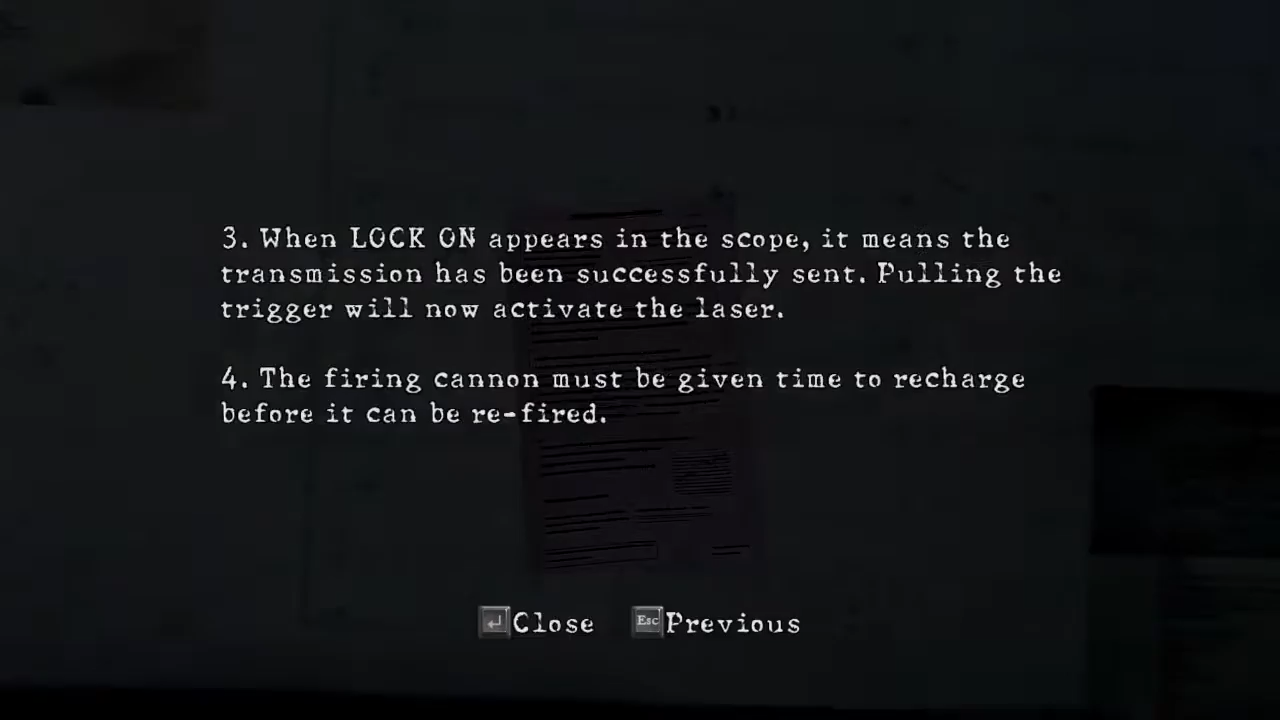 3. When LOCK ON appears in the scope, it means the
transmission has been successfully sent. Pulling the
trigger will now activate the laser.
4. The firing cannon must be given time to recharge
before it can be re-fired.
Close Esc Previous